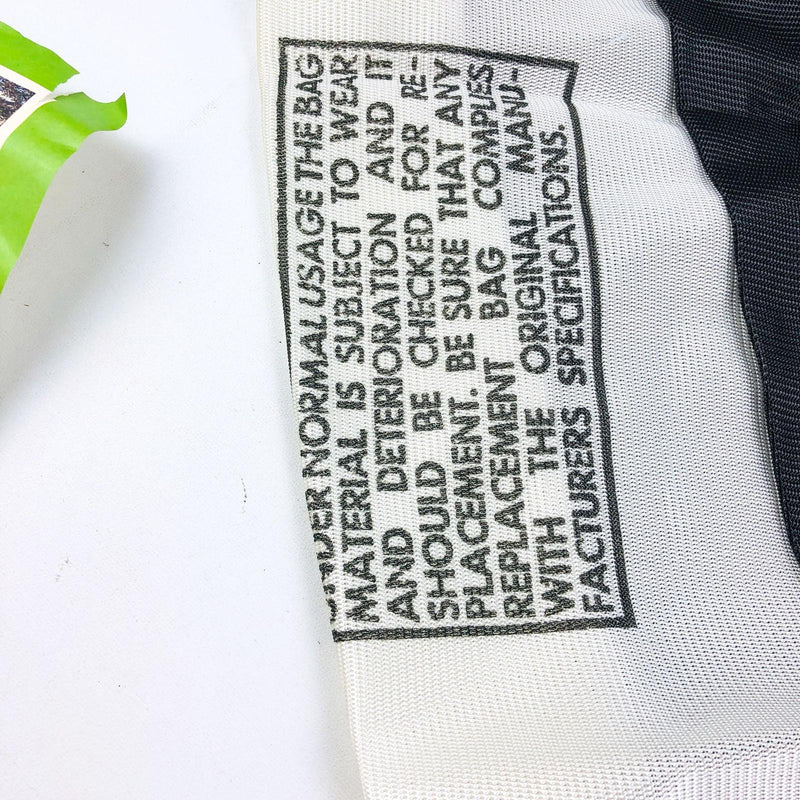 UNDER NORMAL USAGE THE BAG
MATERIAL IS SUBJECT TO WEAR
AND DETERIORATION AND IT
SHOULD BE CHECKED FOR RE-
PLACEMENT. BE SURE THAT ANY
REPLACEMENT BAG COMPLES
WITH THE ORIGINAL MANU-
FACTURERS SPECIFICATIONS.